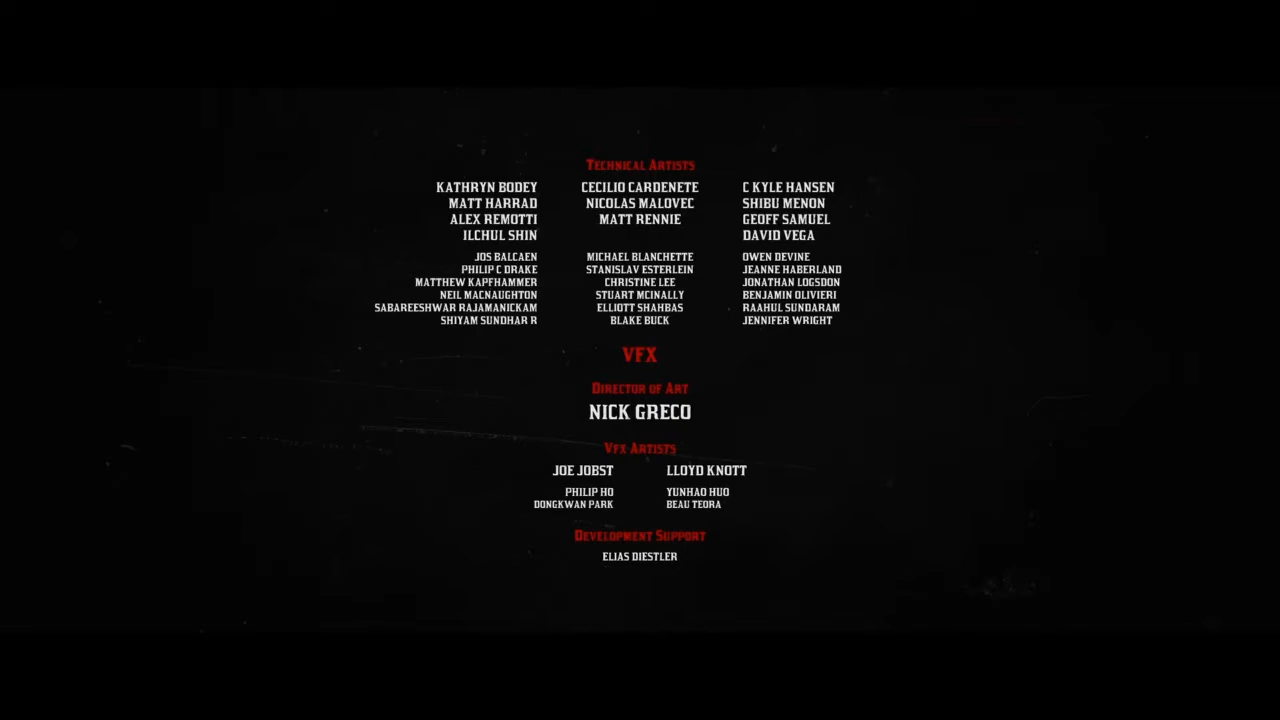 Technical Artists
KATHRYN BODEY CECILIO CARDENETE C KYLE HANSEN
MATT HARRAD NICOLAS MALOVEC SHIBU MENON
ALEX REMOTTI MATT RENNIE GEOFF SAMUEL
ILCHUL SHIN DAVID VEGA
JOS BALCAEN MICHAEL BLANCHETTE OWEN DEVINE
PHILIP C DRAKE STANISLAV ESTERLEIN JEANNE HABERLAND
MATTHEW KAPFHAMMER CHRISTINE LEE JONATHAN LOGSDON
NEIL MACNAUGHTON STUART MCINALLY BENJAMIN OLIVIERI
SABAREESHWAR RAJAMANICKAM ELLIOTT SHAHBAS RAAHUL SUNDARAM
SHIYAM SUNDHAR R BLAKE BUCK JENNIFER WRIGHT
VFX
Director of Art
NICK GRECO
Vfx Artists
JOE JOBST LLOYD KNOTT
PHILIP HO YUNHAO HUO
DONGKWAN PARK BEAU TEORA
Development Support
ELIAS DIESTLER